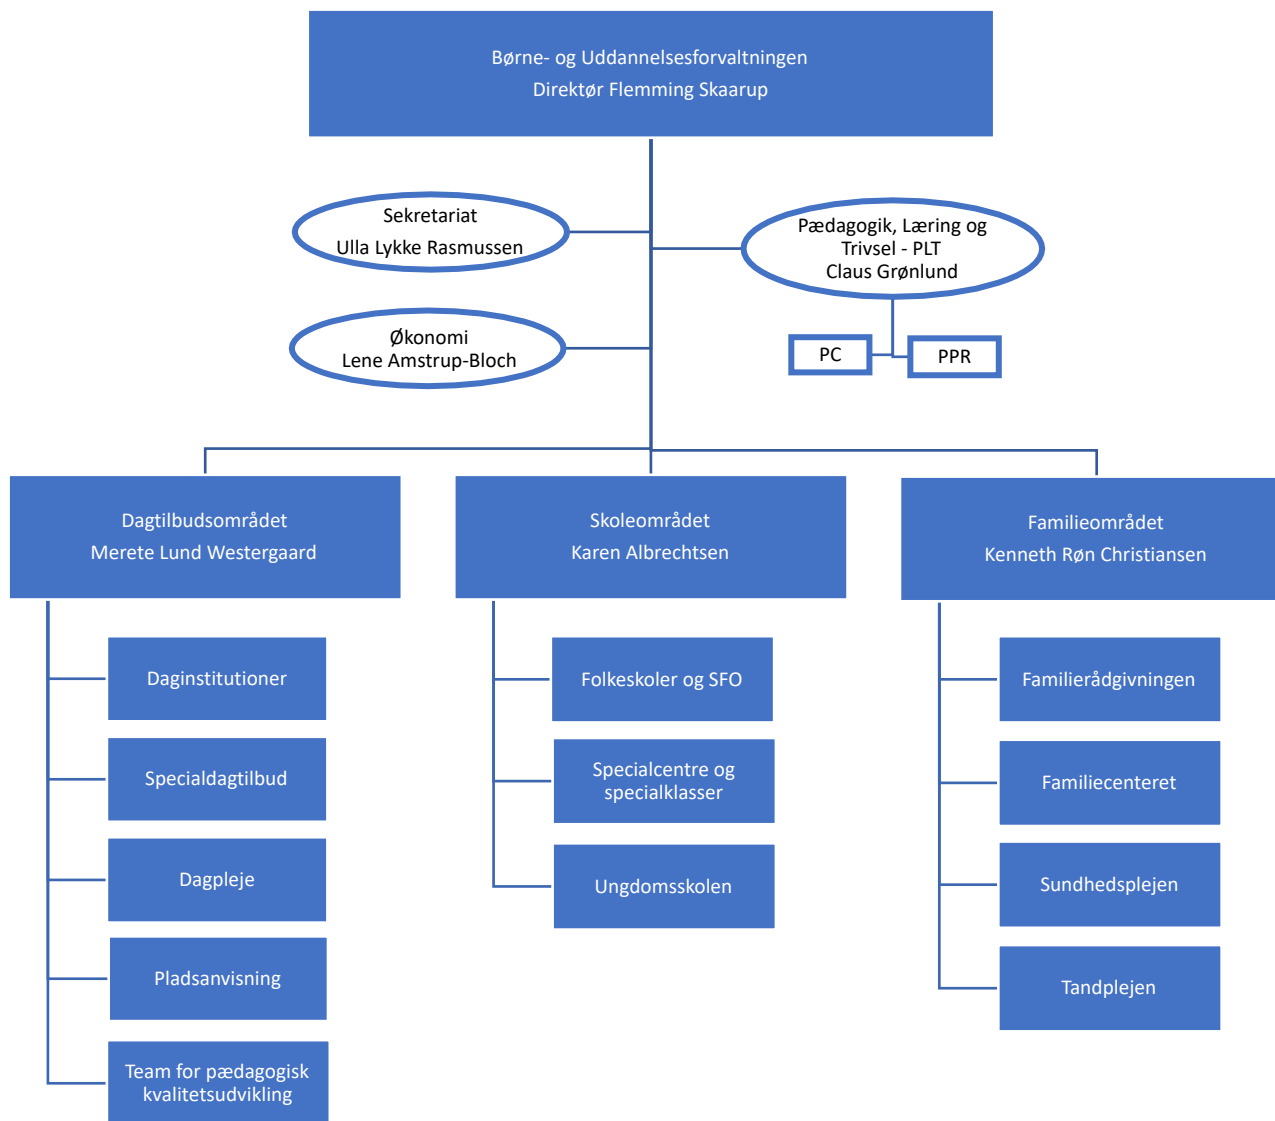 Børne- og Uddannelsesforvaltningen
Direktør Flemming Skaarup
Sekretariat
Ulla Lykke Rasmussen
Pædagogik, Læring og
Trivsel - PLT
Claus Grønlund
Økonomi
Lene Amstrup-Bloch
PC
PPR
Dagtilbudsområdet
Merete Lund Westergaard
Skoleområdet
Karen Albrechtsen
Familieområdet
Kenneth Røn Christiansen
Daginstitutioner
Specialdagtilbud
Dagpleje
Pladsanvisning
Team for pædagogisk
kvalitetsudvikling
Folkeskoler og SFO
Specialcentre og
specialklasser
Ungdomsskolen
Familierådgivningen
Familiecenteret
Sundhedsplejen
Tandplejen